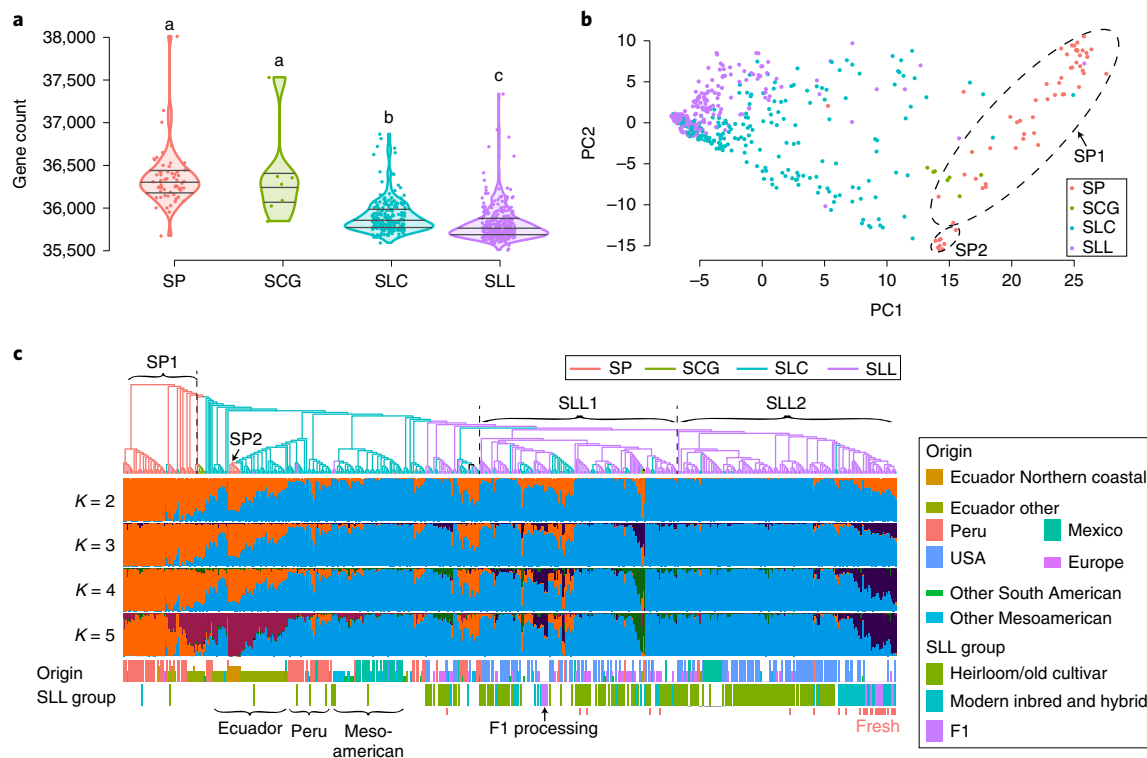 a
b
38,000
37,500
37,000
36,500
36,000
35,500
Gene count
a
a
b
c
SP
SCG
SLC
SLL
10
5
0
−5
−10
−15
PC2
−5
0
5
10
15
20
25
PC1
SP1
SP2
SP
SCG
SLC
SLL
c
SP1
SP SCG SLC SLL
SP2
SLL1
SLL2
K = 2
K = 3
K = 4
K = 5
Origin
SLL group
Ecuador
Peru
Meso-
american
F1 processing
Fresh
Origin
Ecuador Northern coastal
Ecuador other
Peru Mexico
USA Europe
Other South American
Other Mesoamerican
SLL group
Heirloom/old cultivar
Modern inbred and hybrid
F1